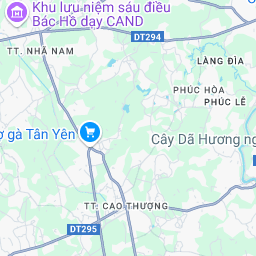 Khu lưu niệm sáu điều
Bác Hồ dạy CAND
DT294
TT. NHÃ NAM
LÀNG ĐÌA
PHÚC HÒA
PHÚC LỄ
gà Tân Yên
Cây Dã Hương
TT. CAO THƯỢNG
DT295